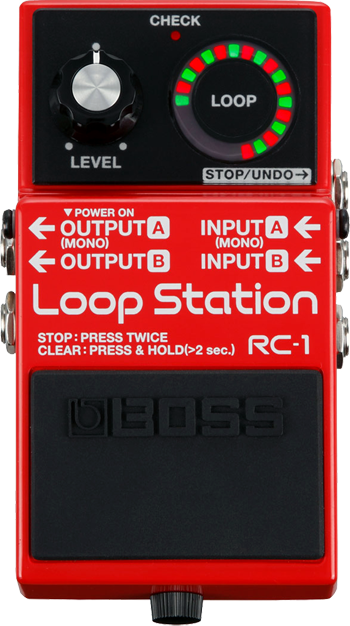 CHECK
LOOP
LEVEL
STOP/UNDO→
▼POWER ON
←OUTPUT A
(MONO)
←OUTPUT B
INPUT A←
(MONO)
INPUT B←
Loop Station
STOP : PRESS TWICE
CLEAR : PRESS & HOLD(>2 sec.)
RC-1
BOSS